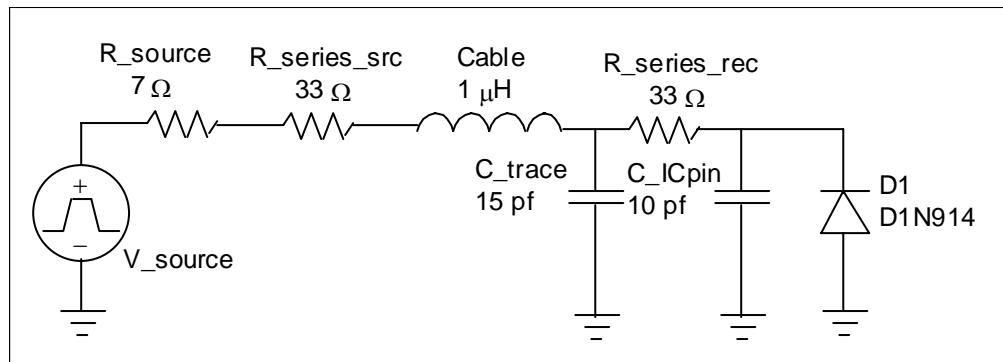 R_source
7 Ω
R_series_src
33 Ω
Cable
1 μH
R_series_rec
33 Ω
C_trace
15 pf
C_ICpin
10 pf
D1
D1N914
+
−
V_source